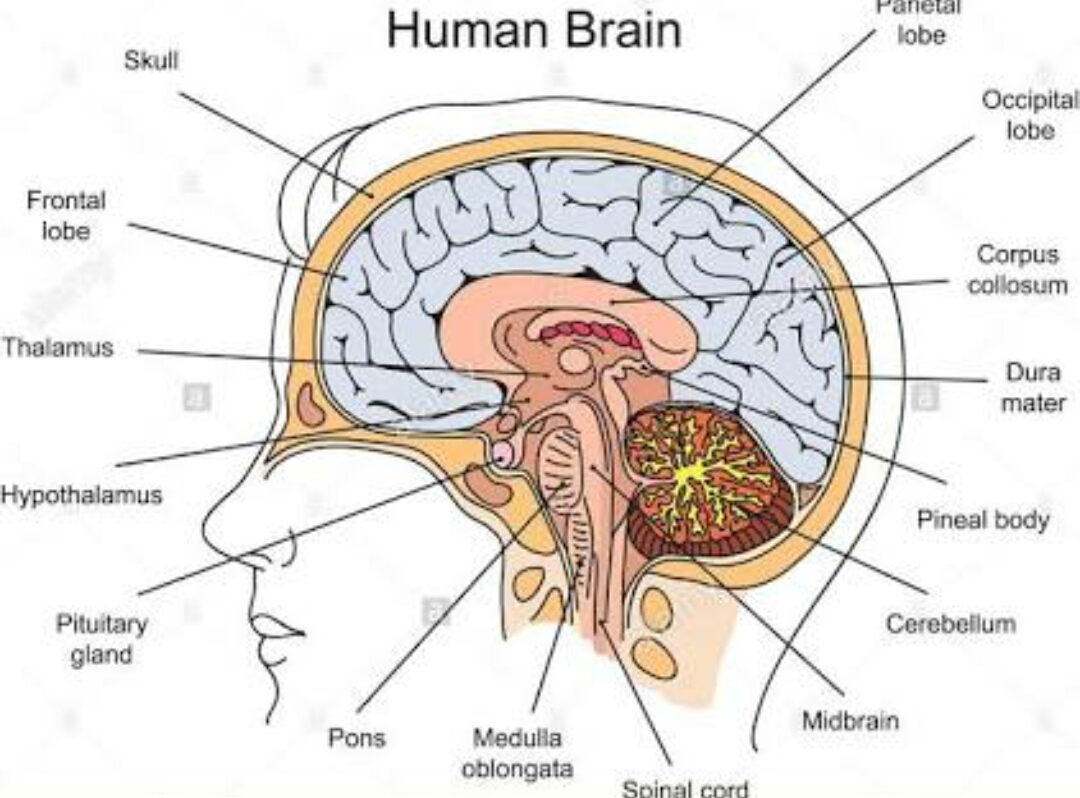 Human Brain
Parietal
lobe
Skull
Occipital
lobe
Frontal
lobe
Corpus
collosum
Thalamus
Dura
mater
Hypothalamus
Pineal body
Pituitary
gland
Cerebellum
Midbrain
Pons
Medulla
oblongata
Spinal cord